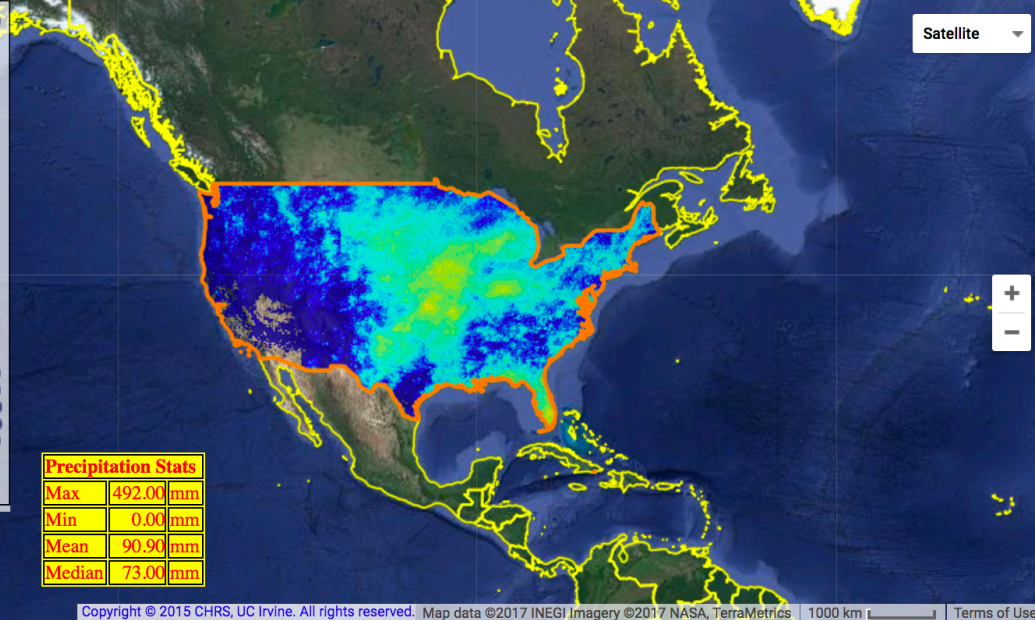 Satellite
+
−
Precipitation Stats
Max 492.00 mm
Min 0.00 mm
Mean 90.90 mm
Median 73.00 mm
Copyright © 2015 CHRS, UC Irvine. All rights reserved. Map data ©2017 INEGI Imagery ©2017 NASA, TerraMetrics 1000 km Terms of Use